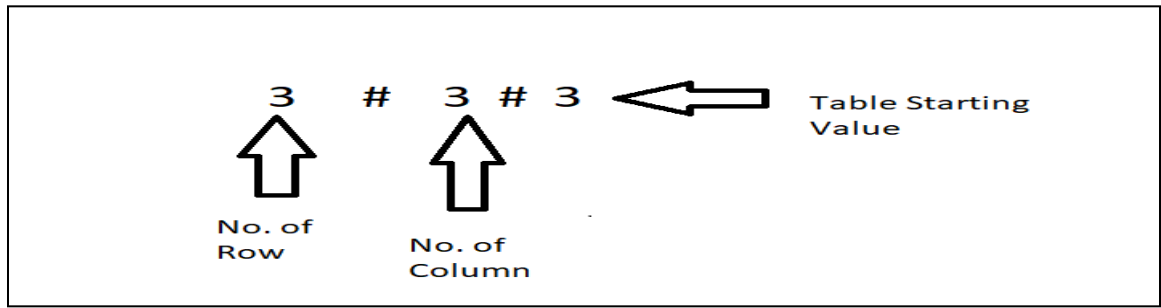 3 # 3 # 3
Table Starting
Value
No. of
Row
No. of
Column